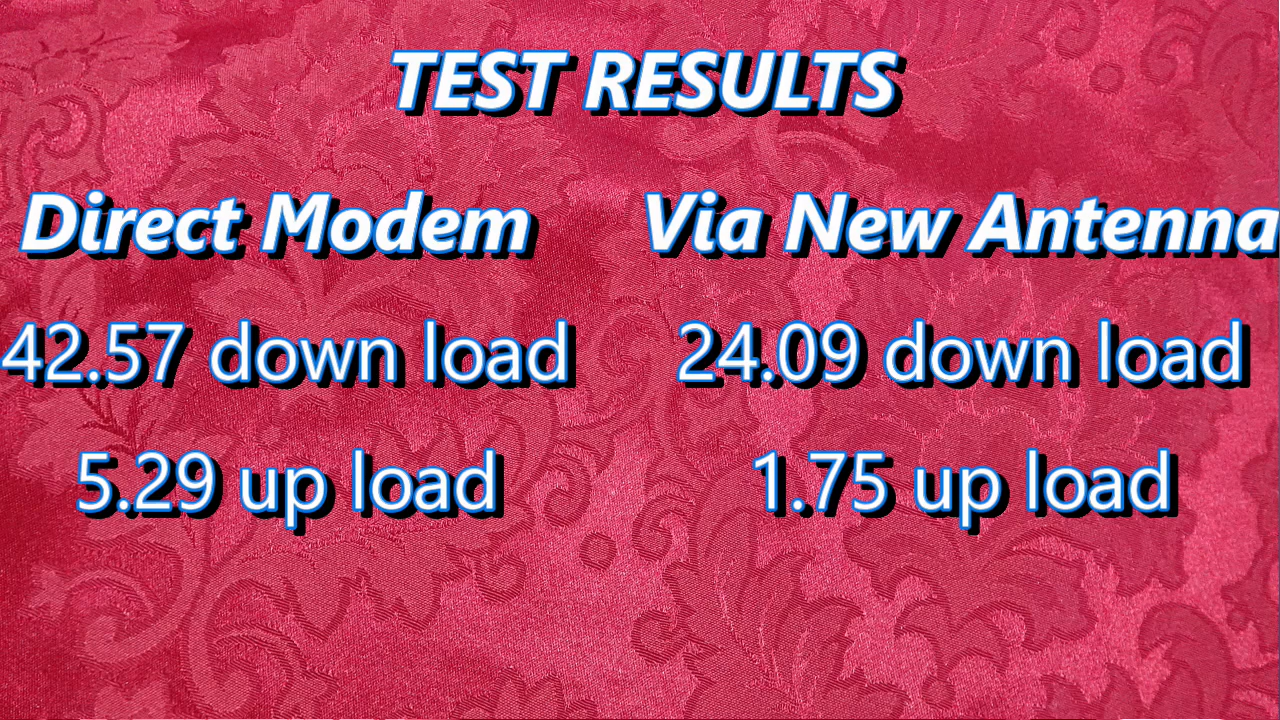 TEST RESULTS
Direct Modem
Via New Antenna
42.57 down load
24.09 down load
5.29 up load
1.75 up load